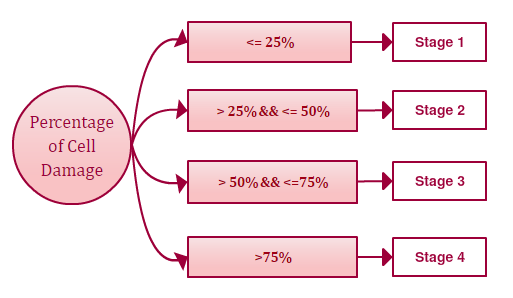 Percentage
of Cell
Damage
<= 25%
Stage 1
> 25%&& <= 50%
Stage 2
> 50%&& <=75%
Stage 3
>75%
Stage 4